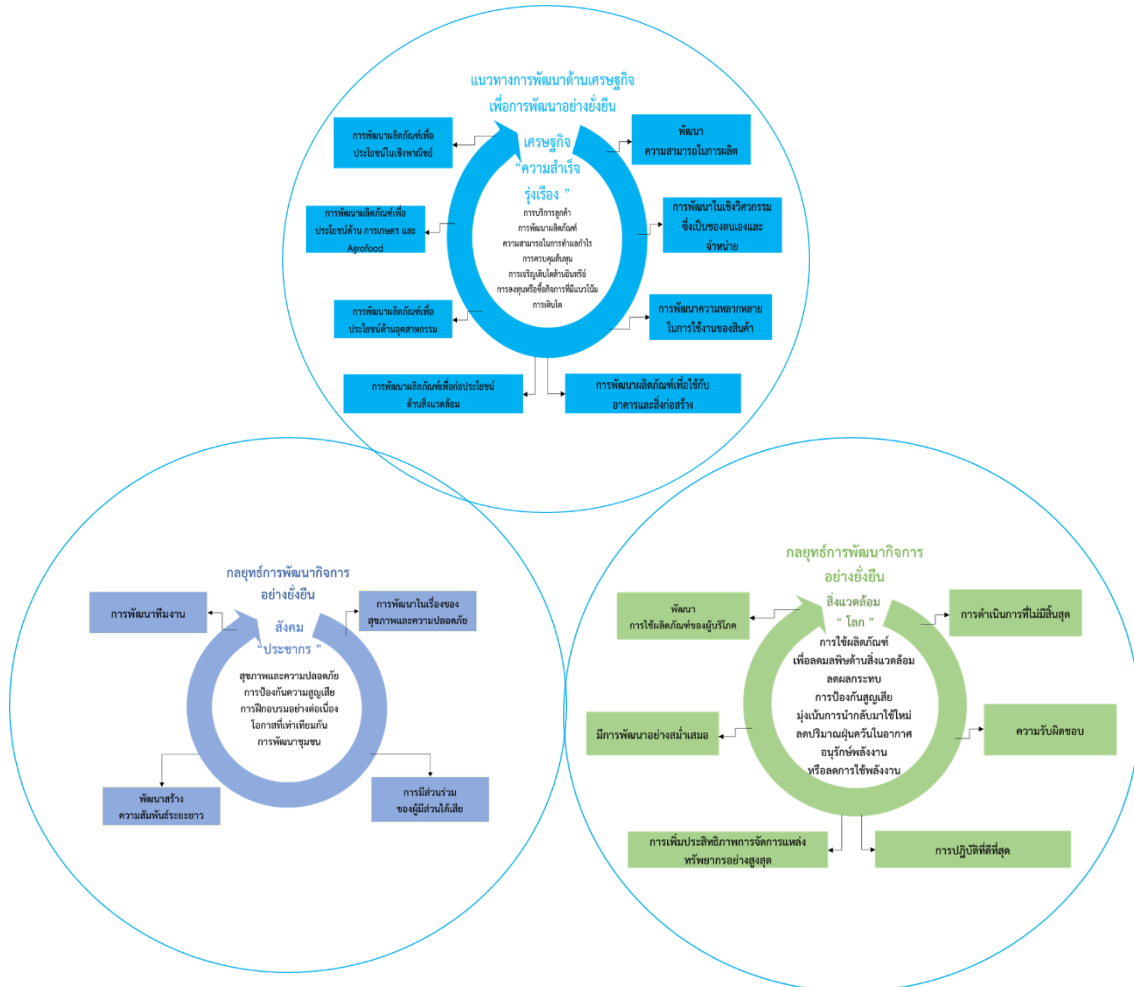 แนวทางการพัฒนาด้านเศรษฐกิจ
เพื่อการพัฒนาอย่างยั่งยืน
เศรษฐกิจ
“ความสำเร็จ
รุ่งเรือง ”
การบริการลูกค้า
การพัฒนาผลิตภัณฑ์
ความสามารถในการทำผลกำไร
การควบคุมต้นทุน
การเจริญเติบโตด้านอินทรีย์
การลงทุนหรือซื้อกิจการที่มีแนวโน้ม
การเติบโต
การพัฒนาผลิตภัณฑ์เพื่อ
ประโยชน์ในเชิงพาณิชย์
พัฒนา
ความสามารถในการผลิต
การพัฒนาผลิตภัณฑ์เพื่อ
ประโยชน์ด้าน การเกษตร และ
Agrofood
การพัฒนาในเชิงวิศวกรรม
ซึ่งเป็นของตนเองและ
จำหน่าย
การพัฒนาผลิตภัณฑ์เพื่อ
ประโยชน์ด้านอุตสาหกรรม
การพัฒนาความหลากหลาย
ในการใช้งานของสินค้า
การพัฒนาผลิตภัณฑ์เพื่อก่อประโยชน์
ด้านสิ่งแวดล้อม
การพัฒนาผลิตภัณฑ์เพื่อใช้กับ
อาคารและสิ่งก่อสร้าง
กลยุทธ์การพัฒนากิจการ
อย่างยั่งยืน
สังคม
“ประชากร ”
สุขภาพและความปลอดภัย
การป้องกันความสูญเสีย
การฝึกอบรมอย่างต่อเนื่อง
โอกาสที่เท่าเทียมกัน
การพัฒนาชุมชน
การพัฒนาทีมงาน
การพัฒนาในเรื่องของ
สุขภาพและความปลอดภัย
พัฒนาสร้าง
ความสัมพันธ์ระยะยาว
การมีส่วนร่วม
ของผู้มีส่วนได้เสีย
กลยุทธ์การพัฒนากิจการ
อย่างยั่งยืน
สิ่งแวดล้อม
“ โลก ”
การใช้ผลิตภัณฑ์
เพื่อลดมลพิษด้านสิ่งแวดล้อม
ลดผลกระทบ
การป้องกันสูญเสีย
มุ่งเน้นการนำกลับมาใช้ใหม่
ลดปริมาณฝุ่นควันในอากาศ
อนุรักษ์พลังงาน
หรือลดการใช้พลังงาน
พัฒนา
การใช้ผลิตภัณฑ์ของผู้บริโภค
การดำเนินการที่ไม่มีสิ้นสุด
มีการพัฒนาอย่างสม่ำเสมอ
ความรับผิดชอบ
การเพิ่มประสิทธิภาพการจัดการแหล่ง
ทรัพยากรอย่างสูงสุด
การปฏิบัติที่ดีที่สุด